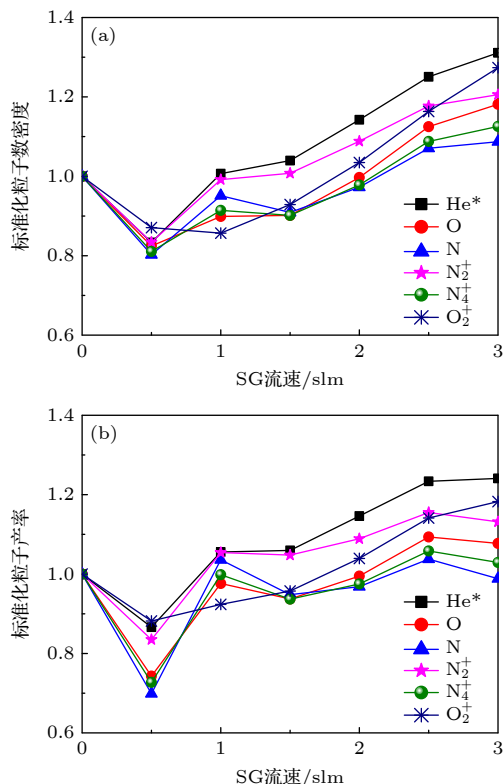 1.4
(a)
1.2
标准化粒子数密度
1.0
He*
O
0.8
N
N₂⁺
N₄⁺
O₂⁺
0.6
0 1 2 3
SG流速/slm
1.4
(b)
1.2
标准化粒子产率
1.0
He*
O
0.8
N
N₂⁺
N₄⁺
O₂⁺
0.6
0 1 2 3
SG流速/slm